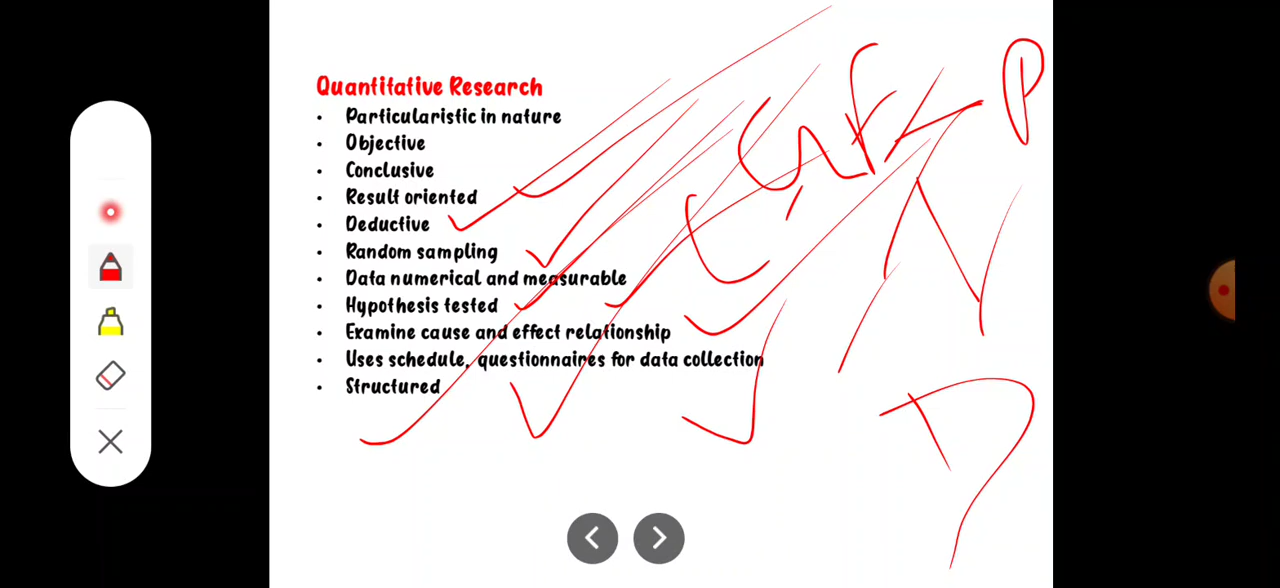 Quantitative Research
• Particularistic in nature
• Objective
• Conclusive
• Result oriented
• Deductive
• Random sampling
• Data numerical and measurable
• Hypothesis tested
• Examine cause and effect relationship
• Uses schedule, questionnaires for data collection
• Structured